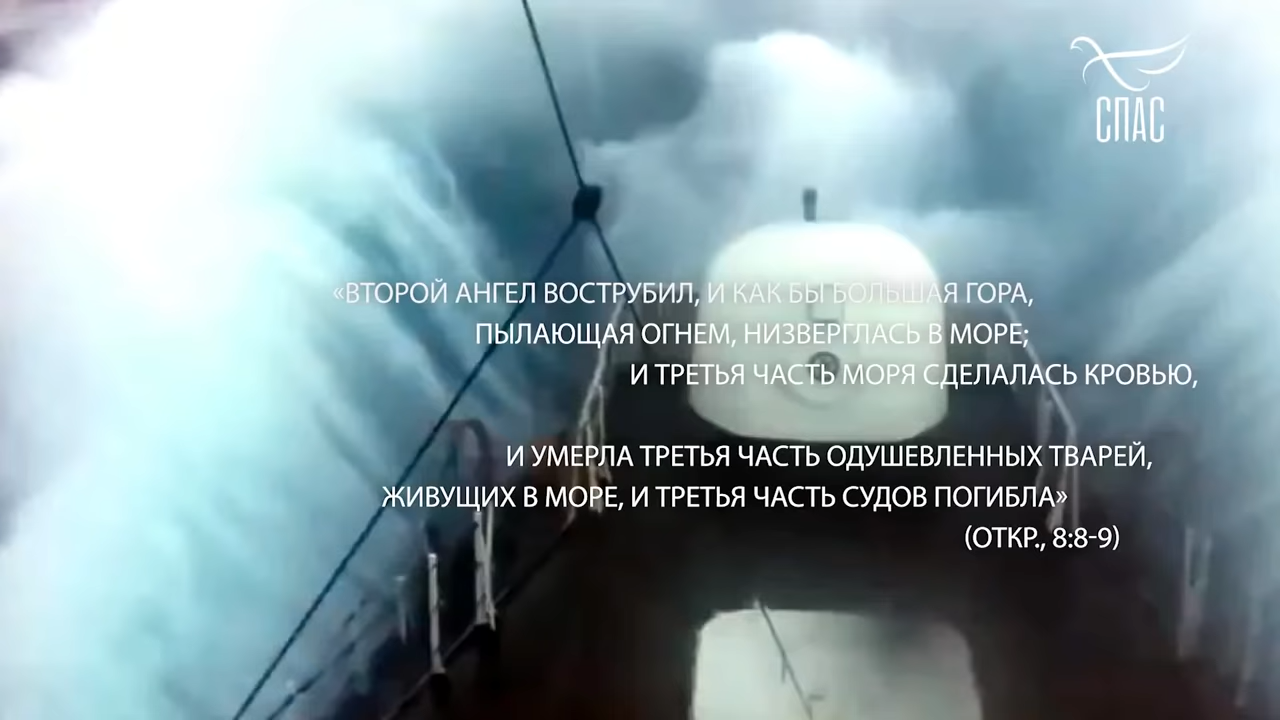 СПАС
«ВТОРОЙ АНГЕЛ ВОСТРУБИЛ, И КАК БЫ БОЛЬШАЯ ГОРА,
ПЫЛАЮЩАЯ ОГНЕМ, НИЗВЕРГЛАСЬ В МОРЕ;
И ТРЕТЬЯ ЧАСТЬ МОРЯ СДЕЛАЛАСЬ КРОВЬЮ,
И УМЕРЛА ТРЕТЬЯ ЧАСТЬ ОДУШЕВЛЕННЫХ ТВАРЕЙ,
ЖИВУЩИХ В МОРЕ, И ТРЕТЬЯ ЧАСТЬ СУДОВ ПОГИБЛА»
(ОТКР., 8:8-9)